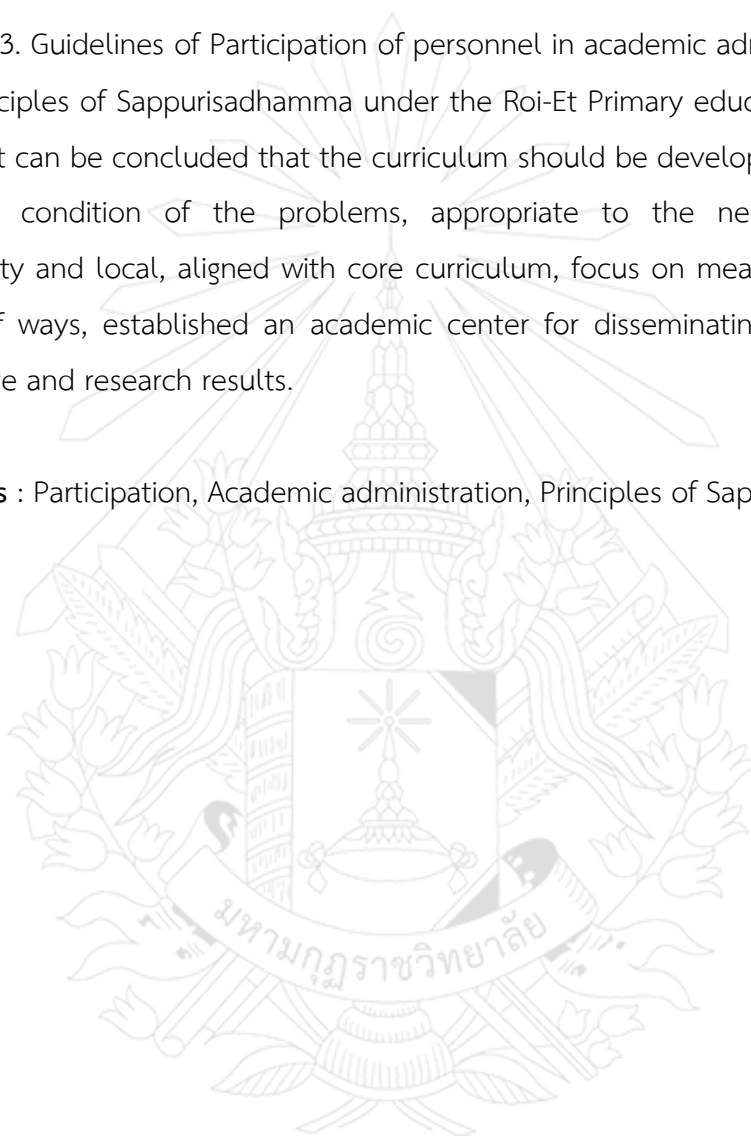 3. Guidelines of Participation of personnel in academic adr
ciples of Sappurisadhamma under the Roi-Et Primary educ
t can be concluded that the curriculum should be develop
condition of the problems, appropriate to the ne
ty and local, aligned with core curriculum, focus on mea
f ways, established an academic center for disseminatin
e and research results.
s : Participation, Academic administration, Principles of Sap
มหามกุฏราชวิทยาลัย